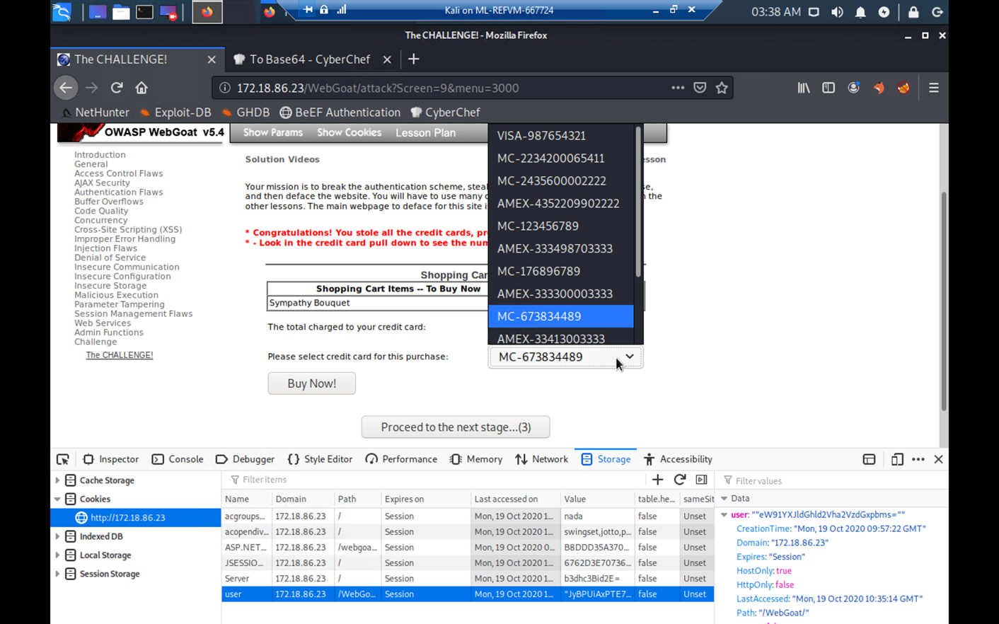 Kali on ML-REFVM-667724
03:38 AM
The CHALLENGE! - Mozilla Firefox
The CHALLENGE!
To Base64 - CyberChef
172.18.86.23/WebGoat/attack?Screen=9&menu=3000
NetHunter
Exploit-DB
GHDB
BeEF Authentication
CyberChef
OWASP WebGoat v5.4
Show Params
Show Cookies
Lesson Plan
Introduction
General
Access Control Flaws
AJAX Security
Authentication Flaws
Buffer Overflows
Code Quality
Concurrency
Cross-Site Scripting (XSS)
Improper Error Handling
Injection Flaws
Denial of Service
Insecure Communication
Insecure Configuration
Insecure Storage
Malicious Execution
Parameter Tampering
Session Management Flaws
Web Services
Admin Functions
Challenge
The CHALLENGE!
Solution Videos
esson
Your mission is to break the authentication scheme, steal
se,
and then deface the website. You will have to use many o
the
other lessons. The main webpage to deface for this site i
* Congratulations! You stole all the credit cards, pr
* - Look in the credit card pull down to see the num
Shopping Car
Shopping Cart Items -- To Buy Now
Sympathy Bouquet
The total charged to your credit card:
Please select credit card for this purchase:
VISA-987654321
MC-2234200065411
MC-2435600002222
AMEX-4352209902222
MC-123456789
AMEX-333498703333
MC-176896789
AMEX-333300003333
MC-673834489
AMEX-33413003333
MC-673834489
Buy Now!
Proceed to the next stage...(3)
Inspector
Console
Debugger
Style Editor
Performance
Memory
Network
Storage
Accessibility
Cache Storage
Cookies
http://172.18.86.23
Indexed DB
Local Storage
Session Storage
Filter items
Name Domain Path Expires on Last accessed on Value table.he... sameSit
acgroups... 172.18.86.23 / Session Mon, 19 Oct 2020 1... nada false Unset
acopendiv... 172.18.86.23 / Session Mon, 19 Oct 2020 1... swingset,jotto,p... false Unset
ASP.NET... 172.18.86.23 /webgoa... Session Mon, 19 Oct 2020 0... B8DDD35A370... false Unset
JSESSIO... 172.18.86.23 / Session Mon, 19 Oct 2020 1... 6762D3E70736... false Unset
Server 172.18.86.23 / Session Mon, 19 Oct 2020 1... b3dhc3Bid2E= false Unset
user 172.18.86.23 /WebGo... Session Mon, 19 Oct 2020 1... "JyBPUiAxPTE7... false Unset
Filter values
Data
user: ""eW91YXJldGhld2Vha2VzdGxpbms=""
CreationTime: "Mon, 19 Oct 2020 09:57:22 GMT"
Domain: "172.18.86.23"
Expires: "Session"
HostOnly: true
HttpOnly: false
LastAccessed: "Mon, 19 Oct 2020 10:35:14 GMT"
Path: "/WebGoat/"